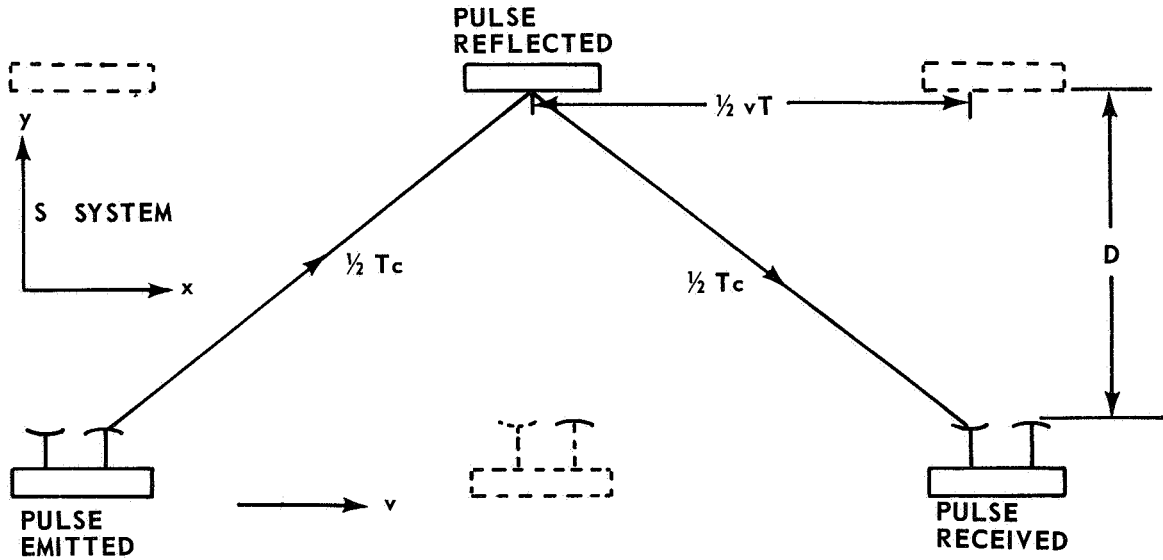 PULSE
REFLECTED
½ vT
y
S SYSTEM
x
½ Tc
½ Tc
D
v
PULSE
EMITTED
PULSE
RECEIVED